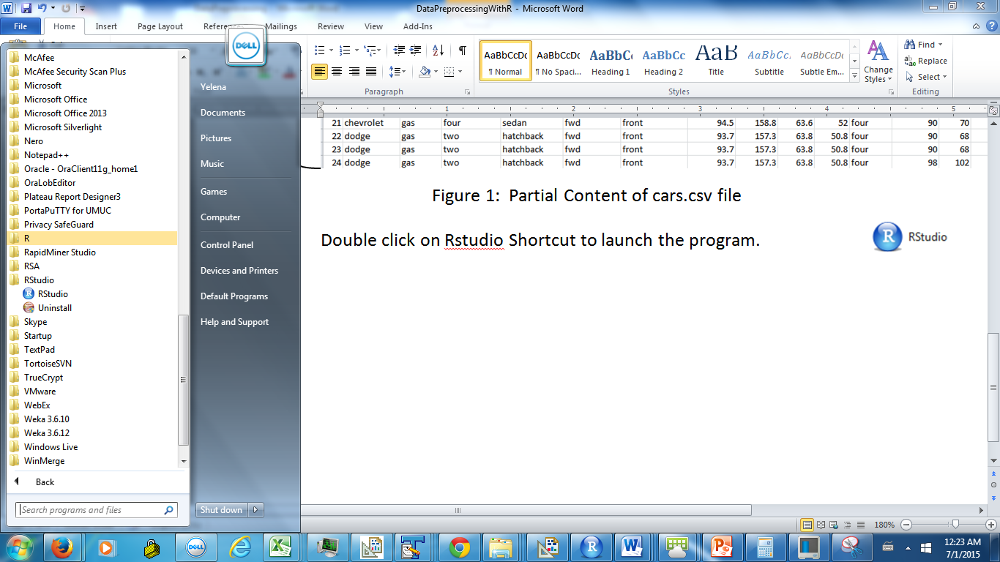 DataPreprocessingWithR - Microsoft Word
File Home Insert Page Layout Mailings Review View Add-Ins
AaBbCcDc AaBbCcDc AaBbCc AaBbCc AaB AaBbCc. AaBbCcDc
¶ Normal ¶ No Spaci... Heading 1 Heading 2 Title Subtitle Subtle Em...
Change
Styles
Find
Replace
Select
Paragraph Styles Editing
DELL
McAfee
McAfee Security Scan Plus
Microsoft
Microsoft Office
Microsoft Office 2013
Microsoft Silverlight
Nero
Notepad++
Oracle - OraClient11g_home1
OraLobEditor
Plateau Report Designer3
PortaPuTTY for UMUC
Privacy SafeGuard
R
RapidMiner Studio
RSA
RStudio
RStudio
Uninstall
Skype
Startup
TextPad
TortoiseSVN
TrueCrypt
VMware
WebEx
Weka 3.6.10
Weka 3.6.12
Windows Live
WinMerge
Back
Search programs and files
Yelena
Documents
Pictures
Music
Games
Computer
Control Panel
Devices and Printers
Default Programs
Help and Support
Shut down
1 2 3 4 5
21 chevrolet gas four sedan fwd front 94.5 158.8 63.6 52 four 90 70
22 dodge gas two hatchback fwd front 93.7 157.3 63.8 50.8 four 90 68
23 dodge gas two hatchback fwd front 93.7 157.3 63.8 50.8 four 90 68
24 dodge gas two hatchback fwd front 93.7 157.3 63.8 50.8 four 98 102
Figure 1: Partial Content of cars.csv file
Double click on Rstudio Shortcut to launch the program.
R RStudio
180%
DELL
12:23 AM
7/1/2015